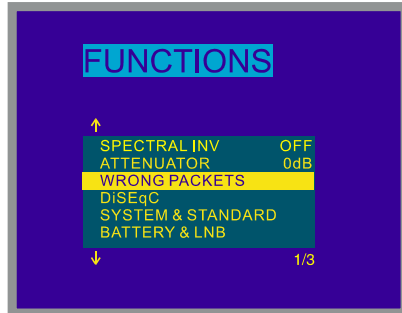 FUNCTIONS
↑
SPECTRAL INV OFF
ATTENUATOR 0dB
WRONG PACKETS
DiSEqC
SYSTEM & STANDARD
BATTERY & LNB
↓ 1/3